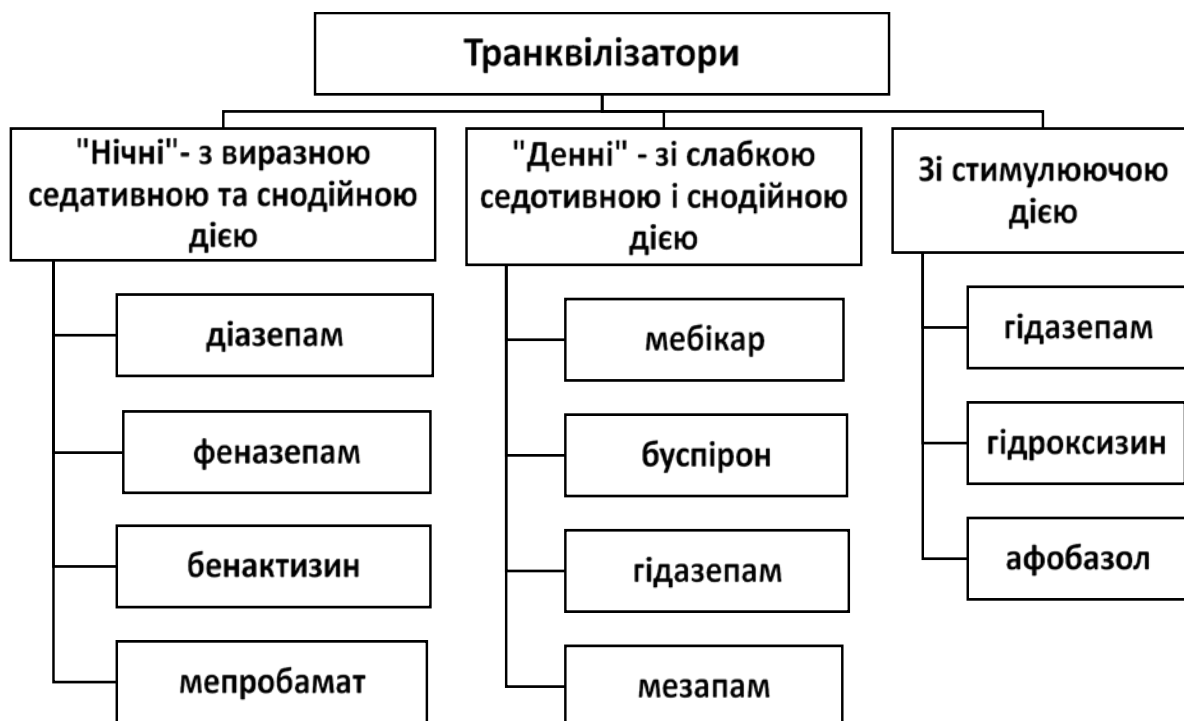 Транквілізатори
"Нічні"- з виразною
седативною та снодійною
дією
діазепам
феназепам
бенактизин
мепробамат
"Денні" - зі слабкою
седотивною і снодійною
дією
мебікар
буспірон
гідазепам
мезапам
Зі стимулюючою
дією
гідазепам
гідроксизин
афобазол